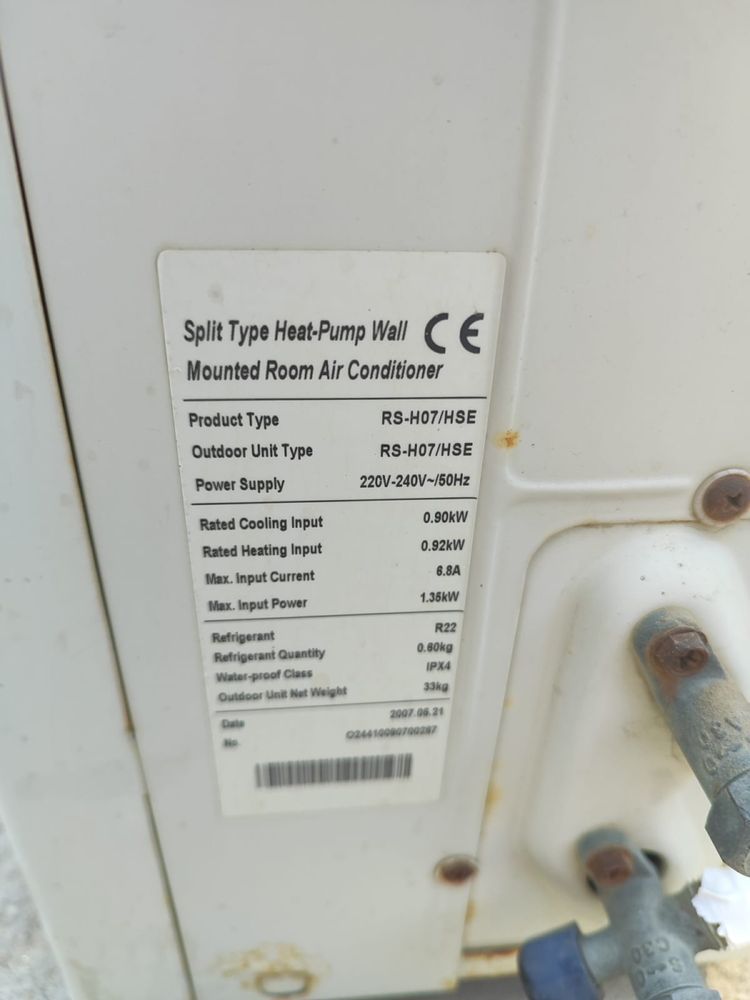 Split Type Heat-Pump Wall CE
Mounted Room Air Conditioner
Product Type RS-H07/HSE
Outdoor Unit Type RS-H07/HSE
Power Supply 220V-240V~/50Hz
Rated Cooling Input 0.90kW
Rated Heating Input 0.92kW
Max. Input Current 6.8A
Max. Input Power 1.35kW
Refrigerant R22
Refrigerant Quantity 0.60kg
Water-proof Class IPX4
Outdoor Unit Net Weight 33kg
Date
No.